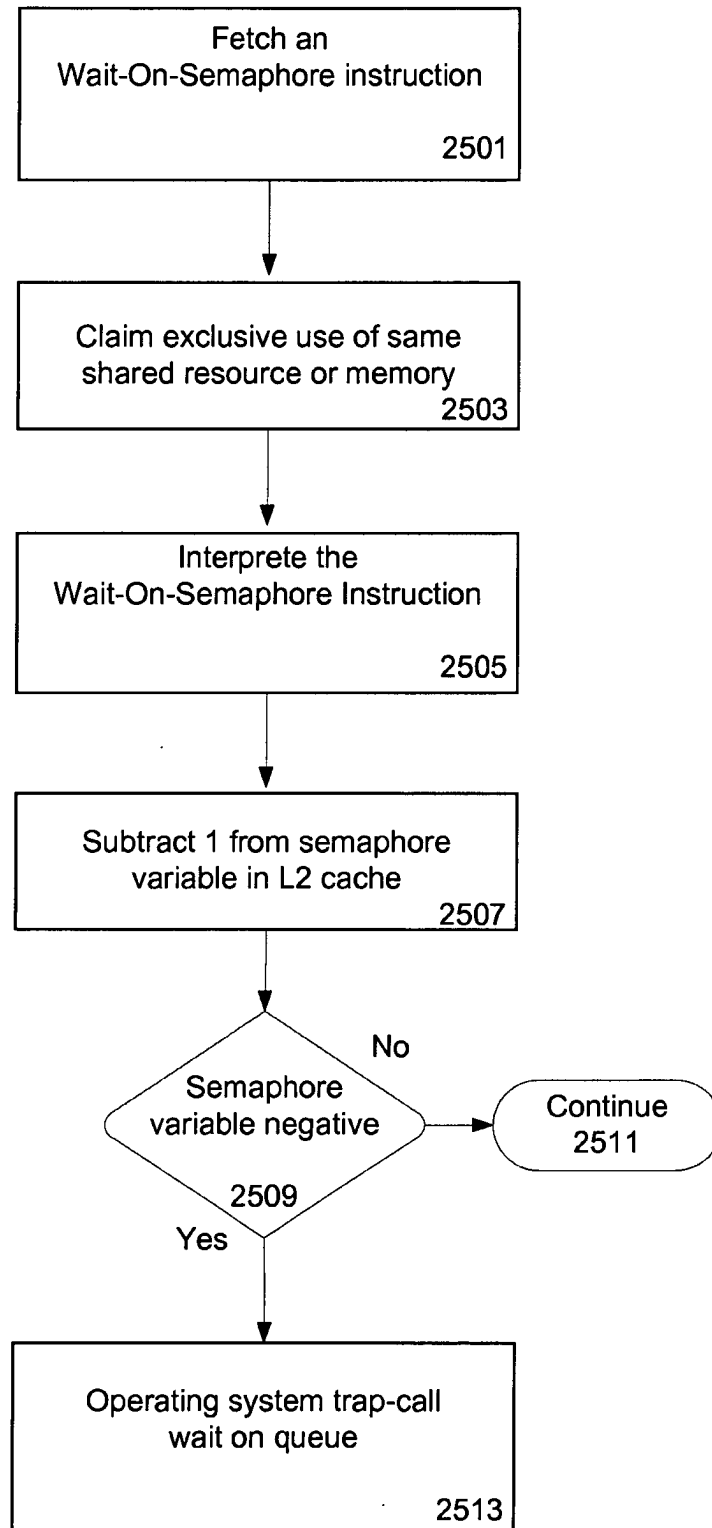 Fetch an
Wait-On-Semaphore instruction
2501
Claim exclusive use of same
shared resource or memory
2503
Interprete the
Wait-On-Semaphore Instruction
2505
Subtract 1 from semaphore
variable in L2 cache
2507
No
Semaphore
variable negative
2509
Continue
2511
Yes
Operating system trap-call
wait on queue
2513